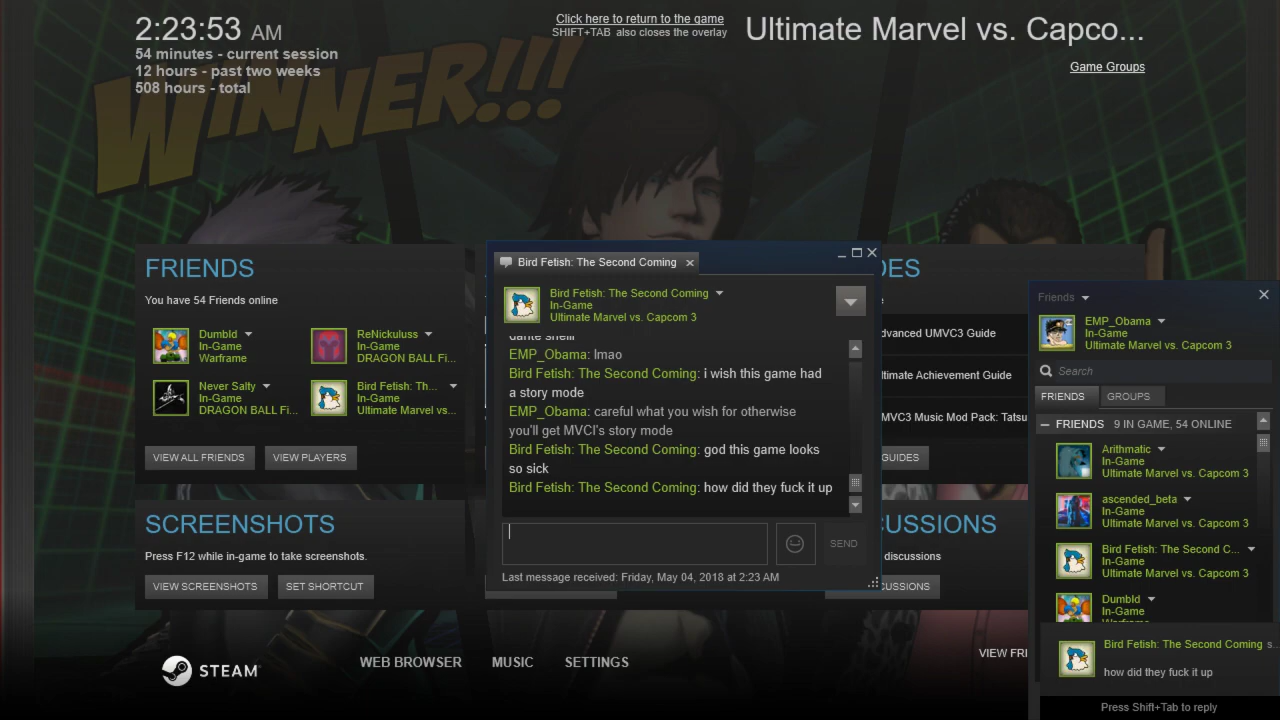 2:23:53 AM
54 minutes - current session
12 hours - past two weeks
508 hours - total
Click here to return to the game
SHIFT+TAB also closes the overlay
Ultimate Marvel vs. Capco...
Game Groups
WINNER!!!
FRIENDS
You have 54 Friends online
Dumbld
In-Game
Warframe
ReNickuluss
In-Game
DRAGON BALL Fi...
Never Salty
In-Game
DRAGON BALL Fi...
Bird Fetish: Th...
In-Game
Ultimate Marvel vs...
VIEW ALL FRIENDS
VIEW PLAYERS
SCREENSHOTS
Press F12 while in-game to take screenshots.
VIEW SCREENSHOTS
SET SHORTCUT
Bird Fetish: The Second Coming
Bird Fetish: The Second Coming
In-Game
Ultimate Marvel vs. Capcom 3
EMP_Obama: lmao
Bird Fetish: The Second Coming: i wish this game had
a story mode
EMP_Obama: careful what you wish for otherwise
you'll get MVCI's story mode
Bird Fetish: The Second Coming: god this game looks
so sick
Bird Fetish: The Second Coming: how did they fuck it up
SEND
Last message received: Friday, May 04, 2018 at 2:23 AM
DES
dvanced UMVC3 Guide
ltimate Achievement Guide
MVC3 Music Mod Pack: Tatsu
GUIDES
CUSSIONS
discussions
CUSSIONS
Friends
EMP_Obama
In-Game
Ultimate Marvel vs. Capcom 3
Search
FRIENDS
GROUPS
FRIENDS 9 IN GAME, 54 ONLINE
Arithmatic
In-Game
Ultimate Marvel vs. Capcom 3
ascended_beta
In-Game
Ultimate Marvel vs. Capcom 3
Bird Fetish: The Second C...
In-Game
Ultimate Marvel vs. Capcom 3
Dumbld
In-Game
Warframe
Bird Fetish: The Second Coming s...
how did they fuck it up
Press Shift+Tab to reply
STEAM
WEB BROWSER
MUSIC
SETTINGS
VIEW FRI